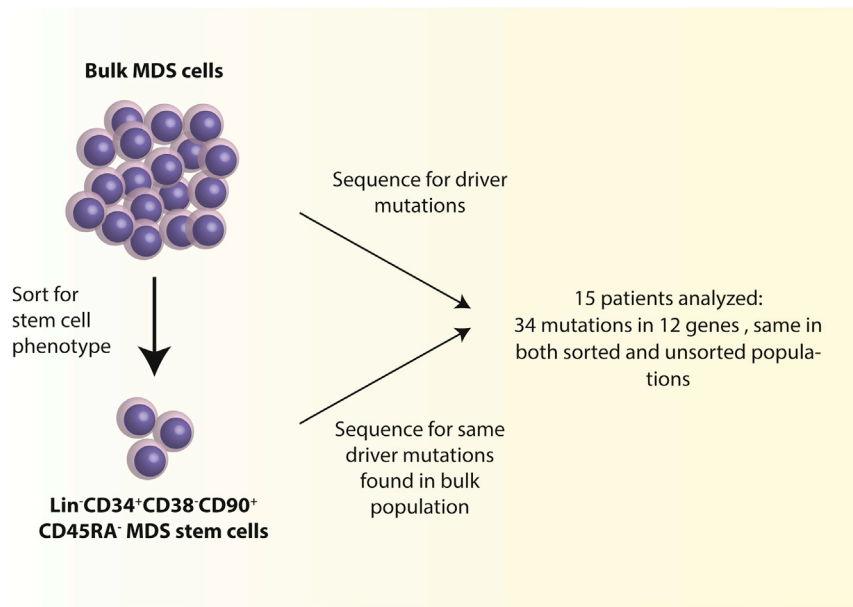 Bulk MDS cells
Sequence for driver
mutations
Sort for
stem cell
phenotype
15 patients analyzed:
34 mutations in 12 genes , same in
both sorted and unsorted popula-
tions
Sequence for same
driver mutations
found in bulk
population
Lin⁻CD34⁺CD38⁻CD90⁺
CD45RA⁻ MDS stem cells